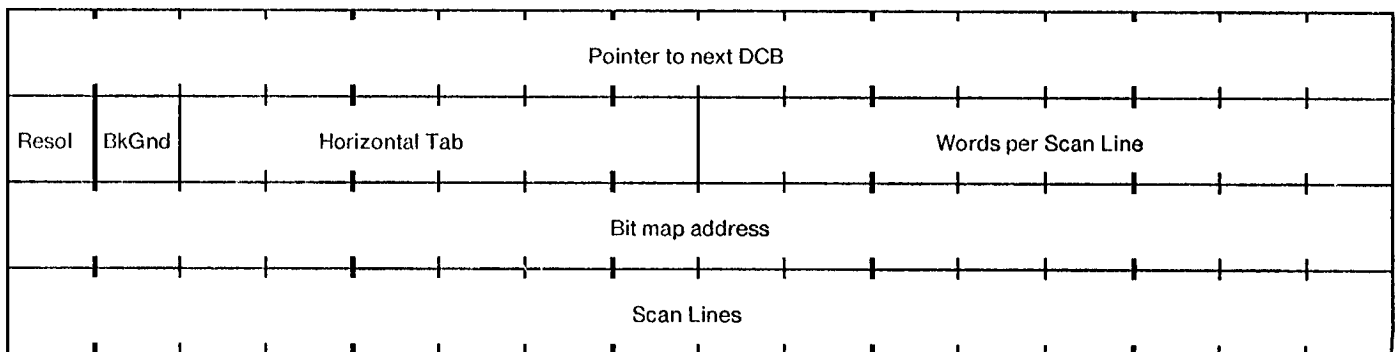 Pointer to next DCB
Resol BkGnd Horizontal Tab Words per Scan Line
Bit map address
Scan Lines